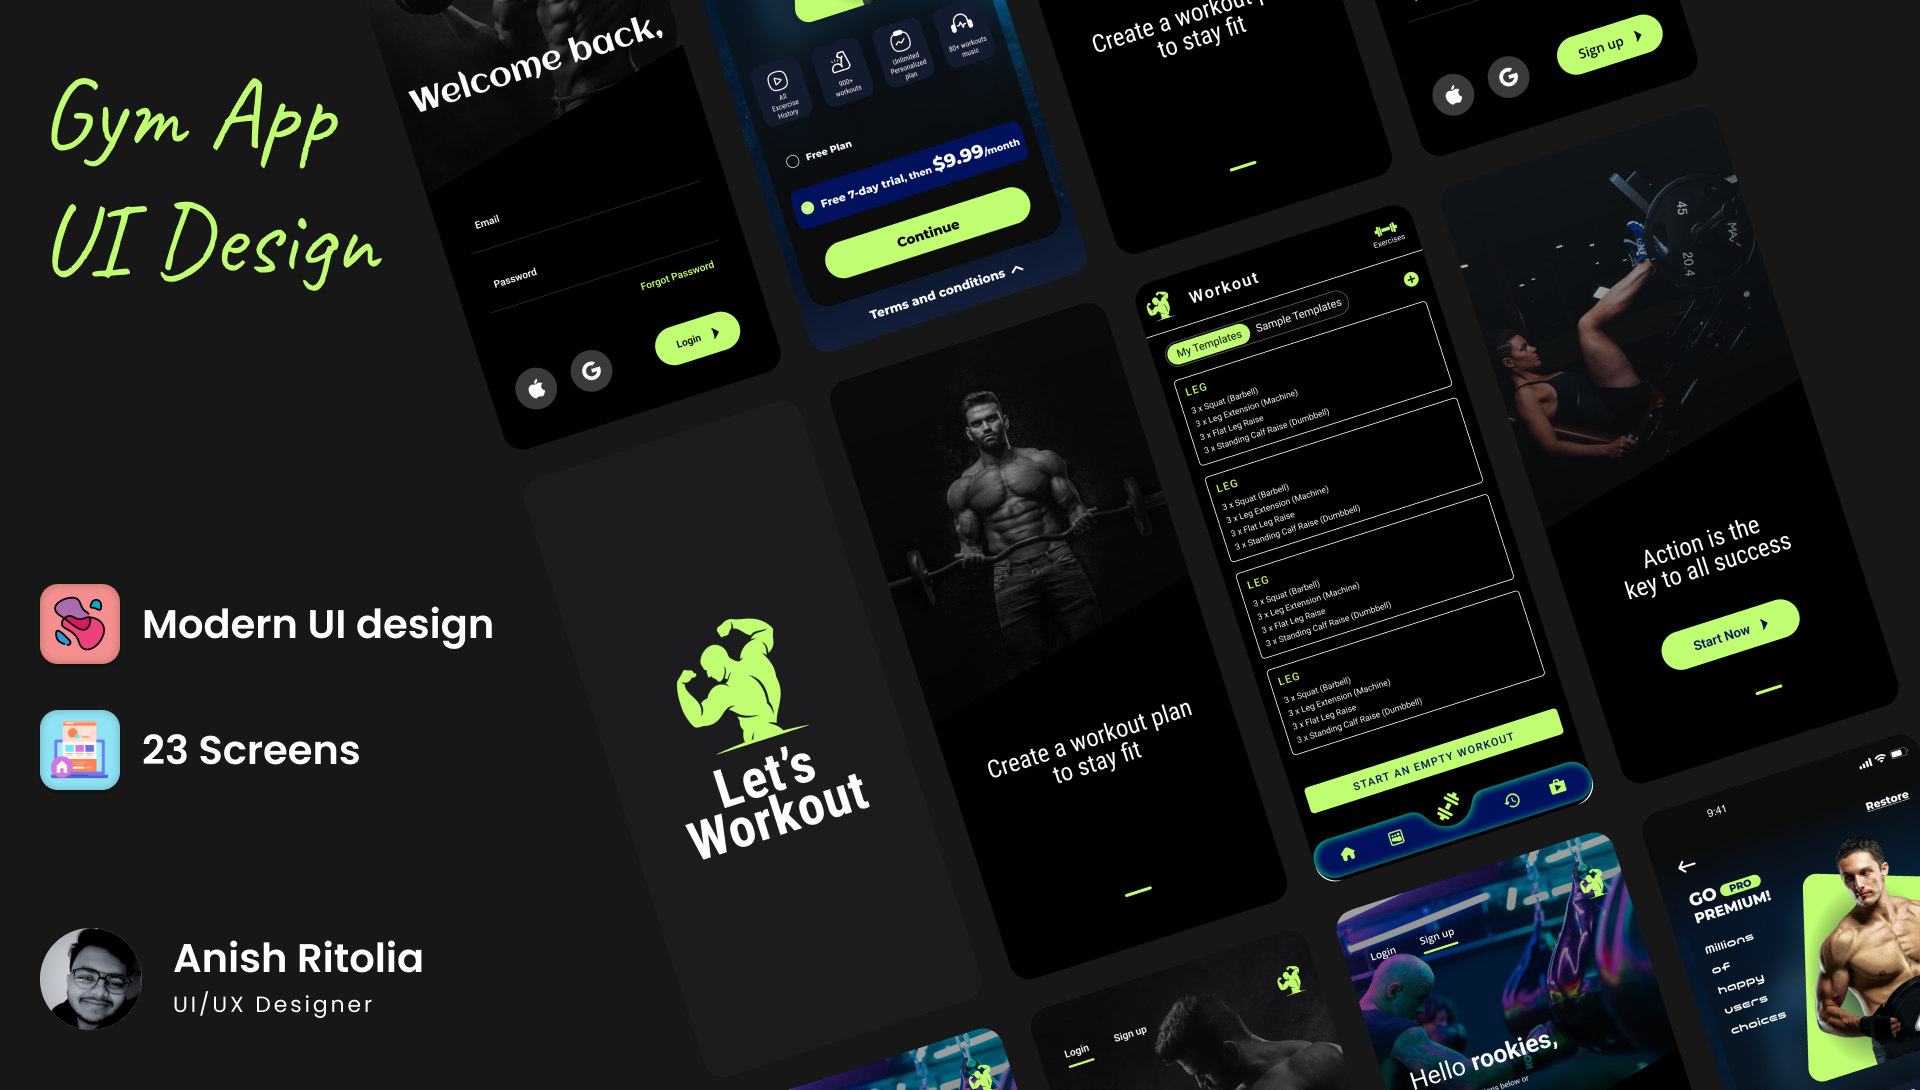 Gym App
UI Design
Modern UI design
23 Screens
Anish Ritolia
UI/UX Designer
Welcome back,
Email
Password
Forgot Password
Login
All
Excercise
History
900+
workouts
Unlimited
Personalized
plan
80+ workouts
music
Free Plan
Free 7-day trial, then $9.99/month
Continue
Terms and conditions
Create a workout
to stay fit
Sign up
Let's
Workout
Create a workout plan
to stay fit
Workout
Exercises
My Templates
Sample Templates
LEG
3 x Squat (Barbell)
3 x Leg Extension (Machine)
3 x Flat Leg Raise
3 x Standing Calf Raise (Dumbbell)
LEG
3 x Squat (Barbell)
3 x Leg Extension (Machine)
3 x Flat Leg Raise
3 x Standing Calf Raise (Dumbbell)
LEG
3 x Squat (Barbell)
3 x Leg Extension (Machine)
3 x Flat Leg Raise
3 x Standing Calf Raise (Dumbbell)
LEG
3 x Squat (Barbell)
3 x Leg Extension (Machine)
3 x Flat Leg Raise
3 x Standing Calf Raise (Dumbbell)
START AN EMPTY WORKOUT
45
20.4
Action is the
key to all success
Start Now
Login
Sign up
Login
Sign up
Hello rookies,
below or
9:41
Restore
GO PRO
PREMIUM!
Millions
of
happy
users
choices